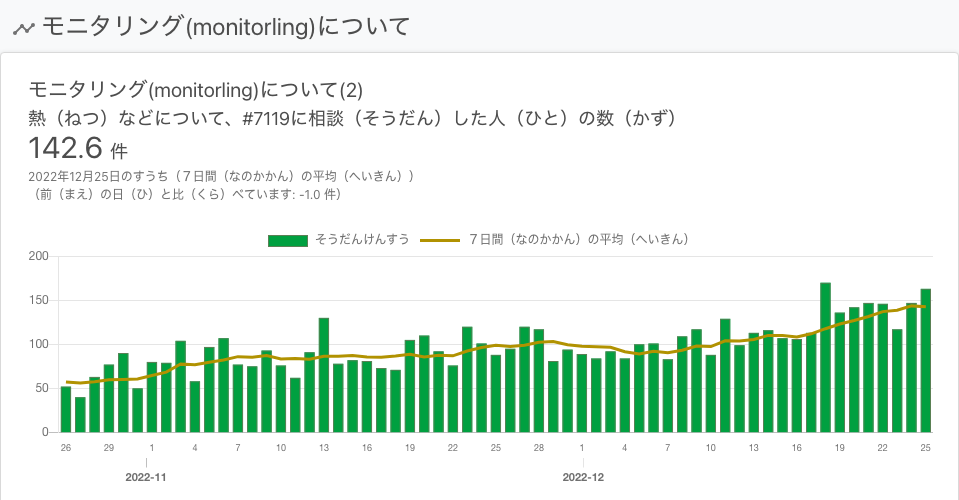 モニタリング(monitorling)について
モニタリング(monitorling)について(2)
熱（ねつ）などについて、#7119に相談（そうだん）した人（ひと）の数（かず）
142.6 件
2022年12月25日のすうち（７日間（なのかかん）の平均（へいきん））
（前（まえ）の日（ひ）と比（くら）べています: -1.0 件）
そうだんけんすう ７日間（なのかかん）の平均（へいきん）
200
150
100
50
0
26 29 1 4 7 10 13 16 19 22 25 28 1 4 7 10 13 16 19 22 25
2022-11 2022-12